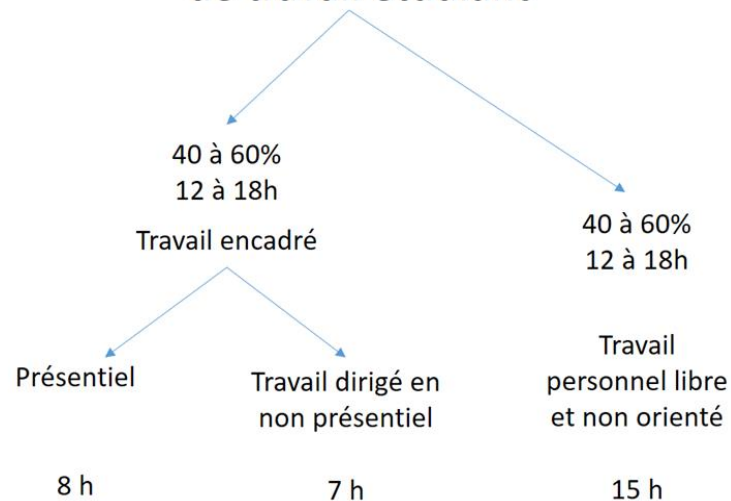 40 à 60%
12 à 18h
Travail encadré
40 à 60%
12 à 18h
Présentiel
Travail dirigé en
non présentiel
Travail
personnel libre
et non orienté
8 h
7 h
15 h